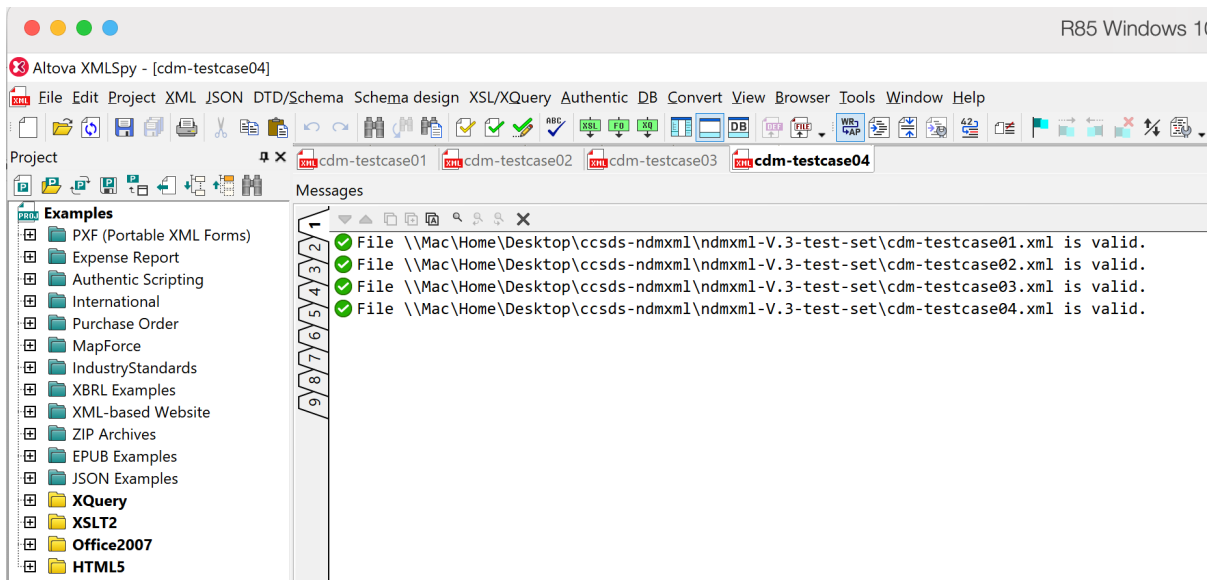 R85 Windows 10
Altova XMLSpy - [cdm-testcase04]
File Edit Project XML JSON DTD/Schema Schema design XSL/XQuery Authentic DB Convert View Browser Tools Window Help
Project
cdm-testcase01 cdm-testcase02 cdm-testcase03 cdm-testcase04
Messages
Examples
PXF (Portable XML Forms)
Expense Report
Authentic Scripting
International
Purchase Order
MapForce
IndustryStandards
XBRL Examples
XML-based Website
ZIP Archives
EPUB Examples
JSON Examples
XQuery
XSLT2
Office2007
HTML5
1
2
3
4
5
6
7
8
9
File \\Mac\Home\Desktop\ccsds-ndmxml\ndmxml-V.3-test-set\cdm-testcase01.xml is valid.
File \\Mac\Home\Desktop\ccsds-ndmxml\ndmxml-V.3-test-set\cdm-testcase02.xml is valid.
File \\Mac\Home\Desktop\ccsds-ndmxml\ndmxml-V.3-test-set\cdm-testcase03.xml is valid.
File \\Mac\Home\Desktop\ccsds-ndmxml\ndmxml-V.3-test-set\cdm-testcase04.xml is valid.